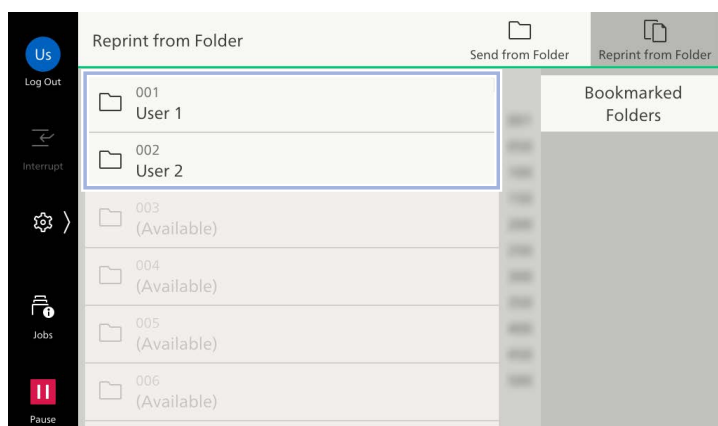 Us
Log Out
Interrupt
Jobs
Pause
Reprint from Folder
Send from Folder
Reprint from Folder
001
User 1
002
User 2
003
(Available)
004
(Available)
005
(Available)
006
(Available)
Bookmarked
Folders